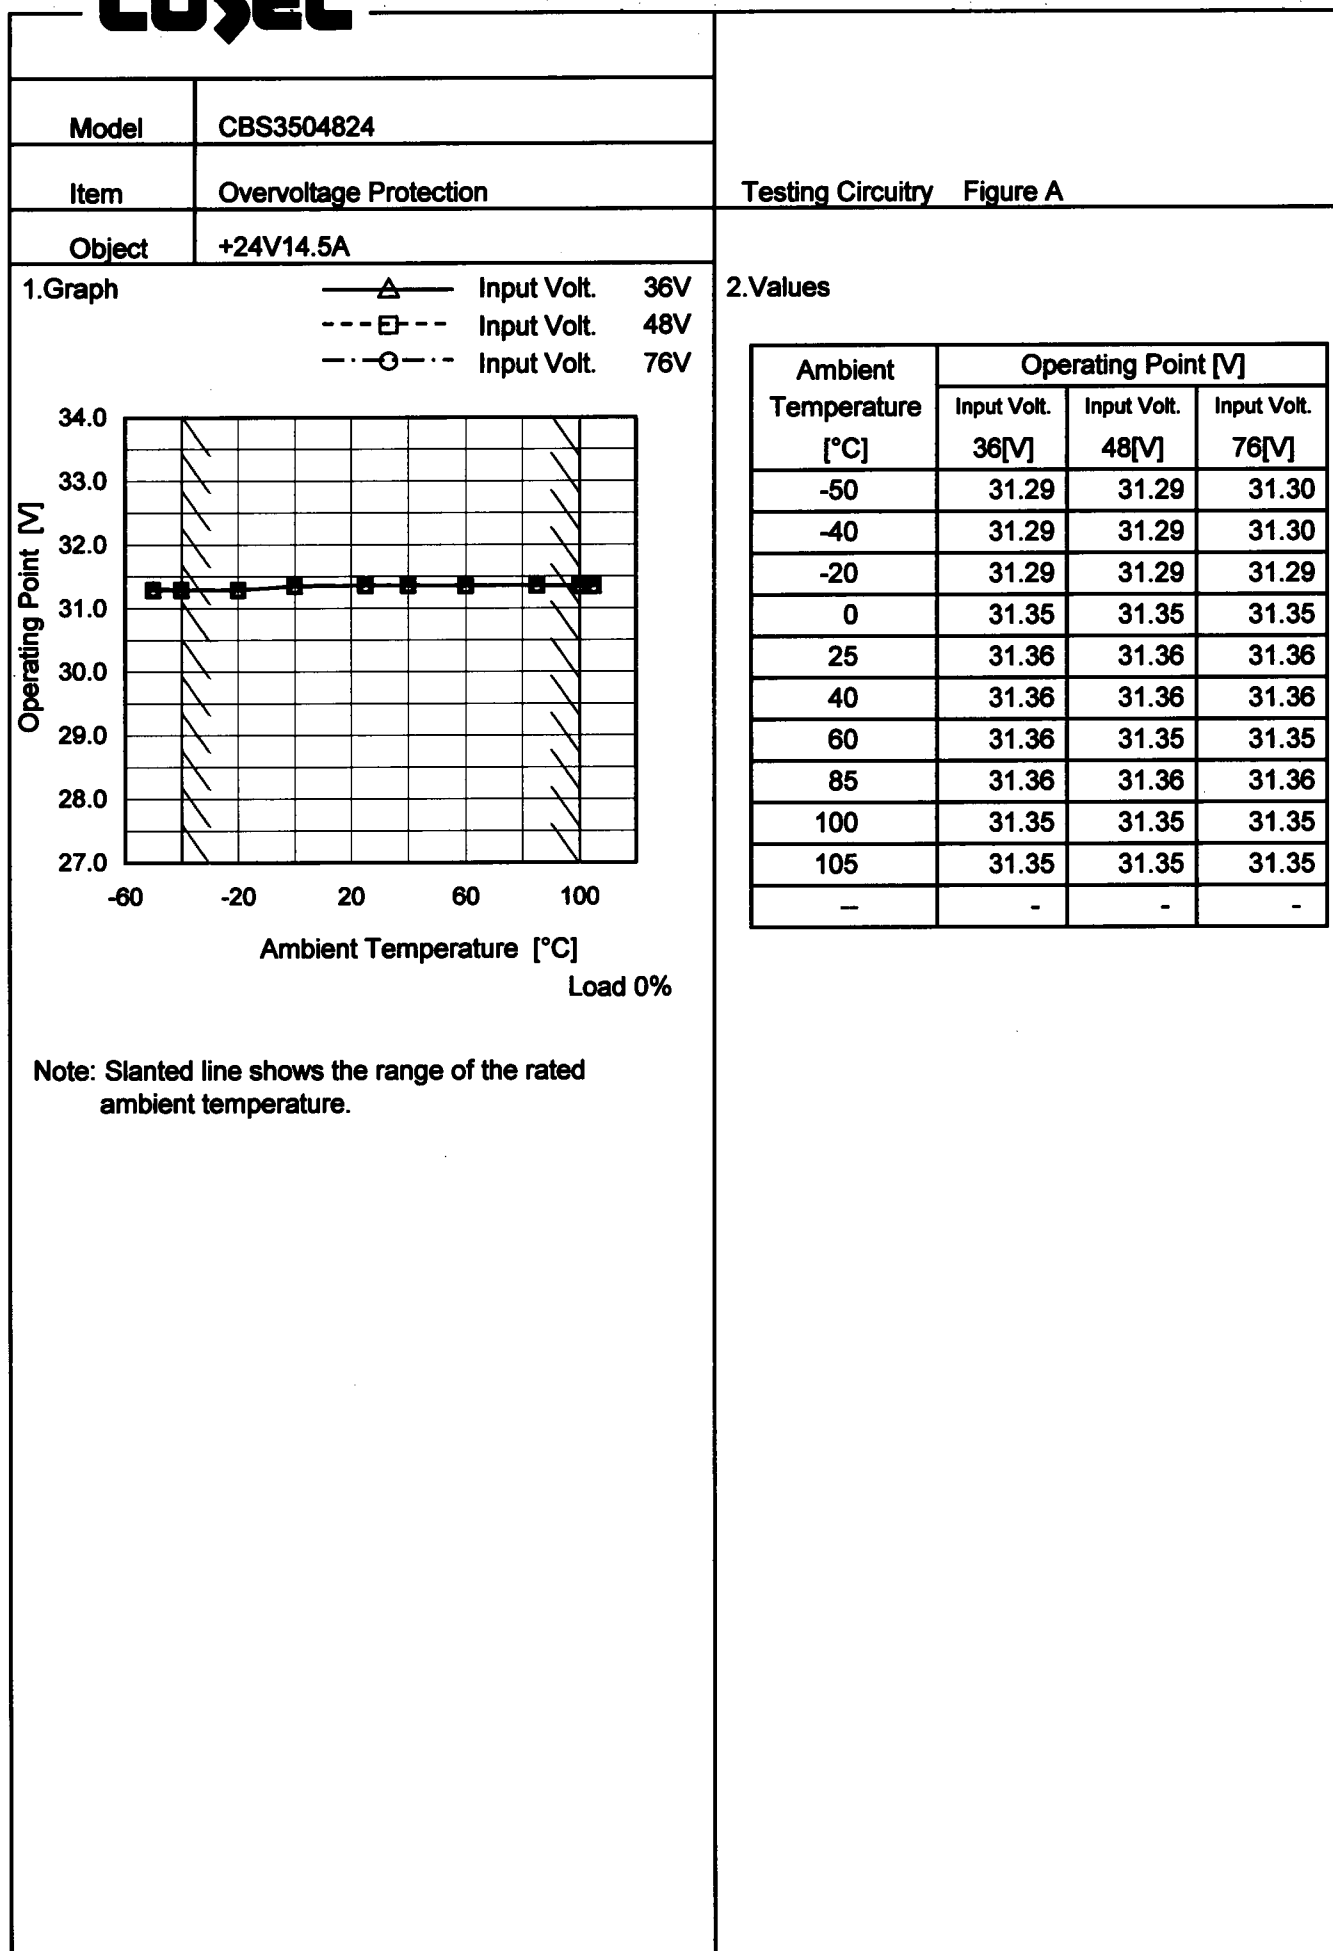 COSEL
Model CBS3504824
Item Overvoltage Protection
Testing Circuitry Figure A
Object +24V14.5A
1.Graph
Input Volt. 36V
Input Volt. 48V
Input Volt. 76V
34.0
33.0
32.0
31.0
30.0
29.0
28.0
27.0
Operating Point [V]
-60 -20 20 60 100
Ambient Temperature [°C]
Load 0%
Note: Slanted line shows the range of the rated
ambient temperature.
2.Values
Ambient Operating Point [V]
Temperature Input Volt. Input Volt. Input Volt.
[°C] 36[V] 48[V] 76[V]
-50 31.29 31.29 31.30
-40 31.29 31.29 31.30
-20 31.29 31.29 31.29
0 31.35 31.35 31.35
25 31.36 31.36 31.36
40 31.36 31.36 31.36
60 31.36 31.35 31.35
85 31.36 31.36 31.36
100 31.35 31.35 31.35
105 31.35 31.35 31.35
-- - - -